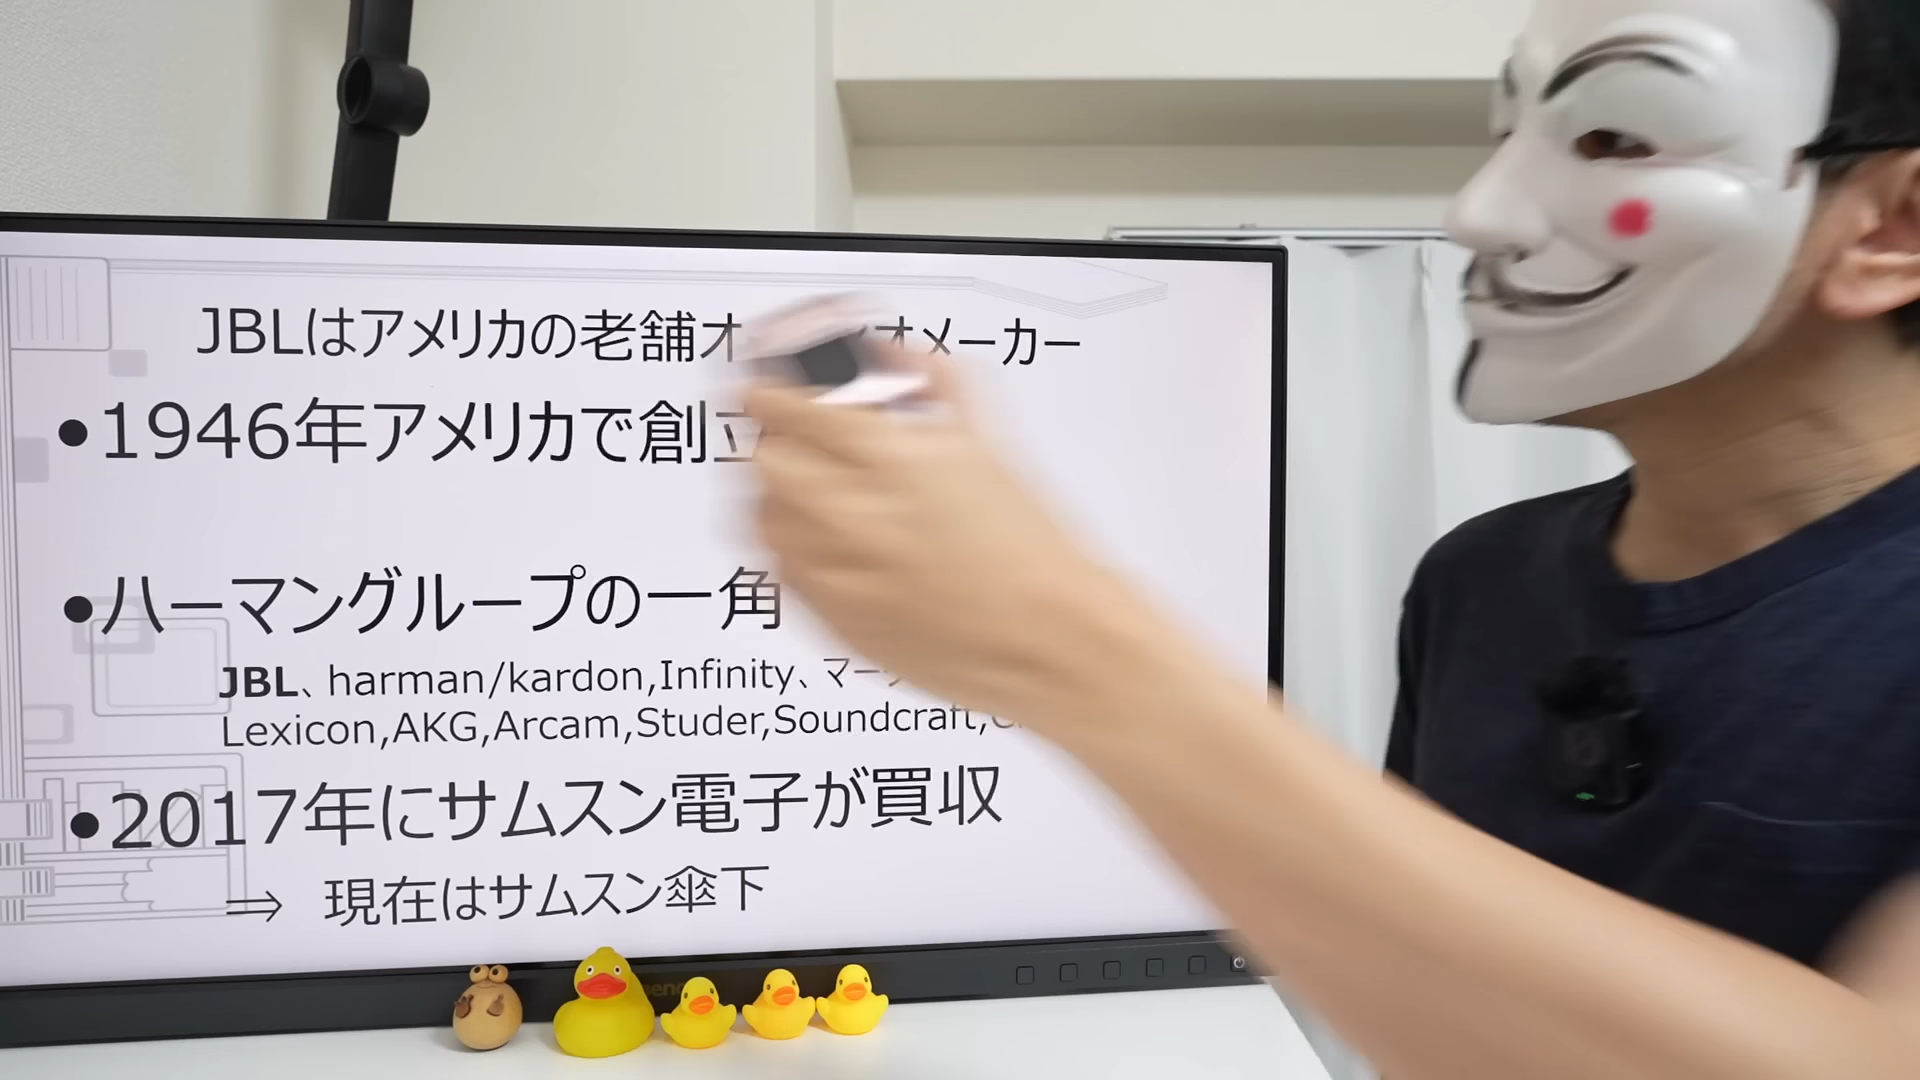 JBLはアメリカの老舗オ オメーカー
•1946年アメリカで創立
•ハーマングループの一角
JBL、harman/kardon,Infinity、マー
Lexicon,AKG,Arcam,Studer,Soundcraft,
•2017年にサムスン電子が買収
⇒ 現在はサムスン傘下